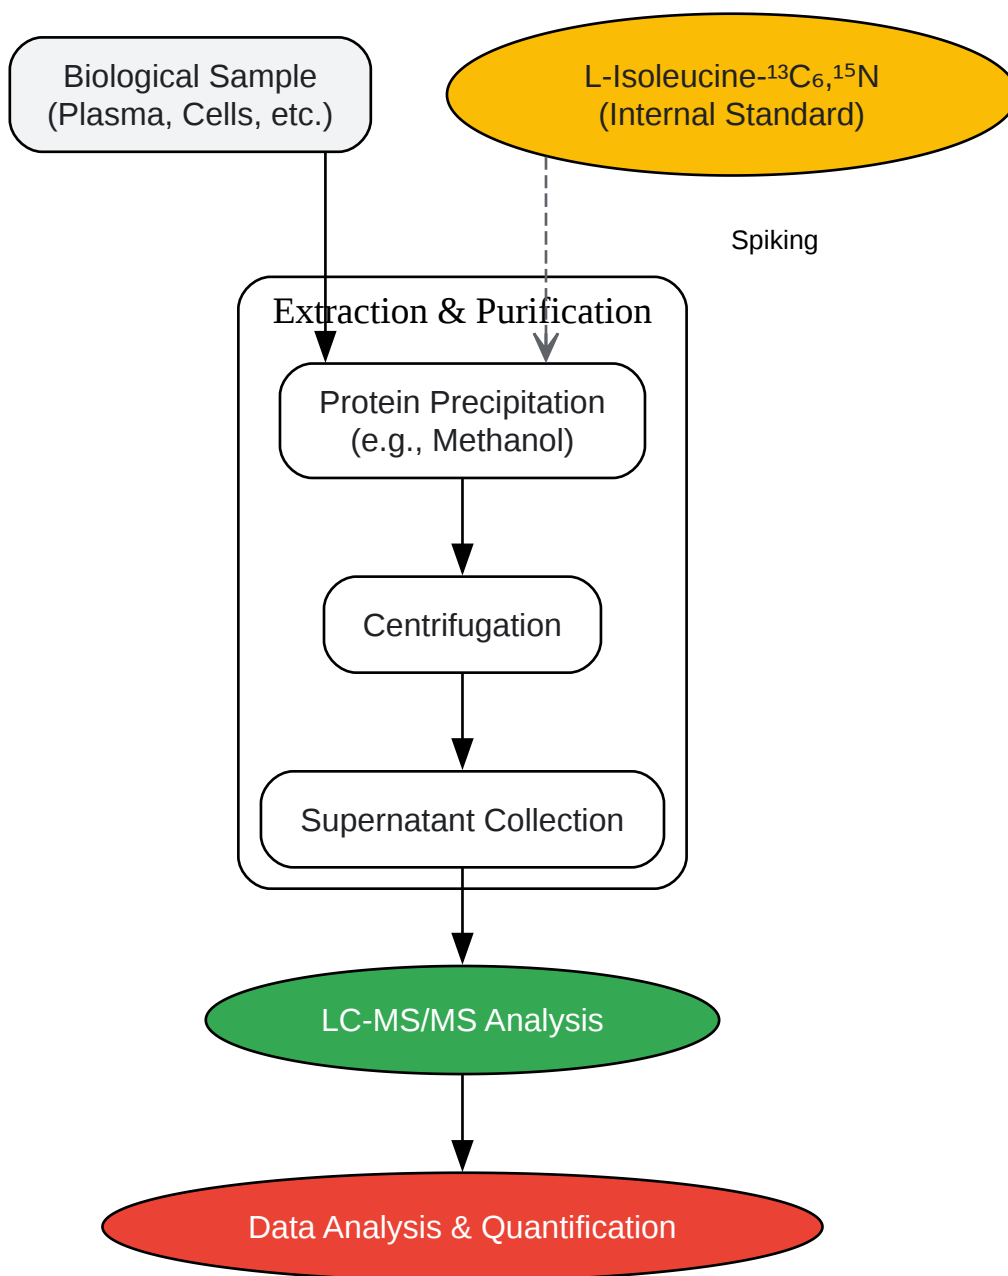 Biological Sample
(Plasma, Cells, etc.)
L-Isoleucine-¹³C₆,¹⁵N
(Internal Standard)
Spiking
Extraction & Purification
Protein Precipitation
(e.g., Methanol)
Centrifugation
Supernatant Collection
LC-MS/MS Analysis
Data Analysis & Quantification